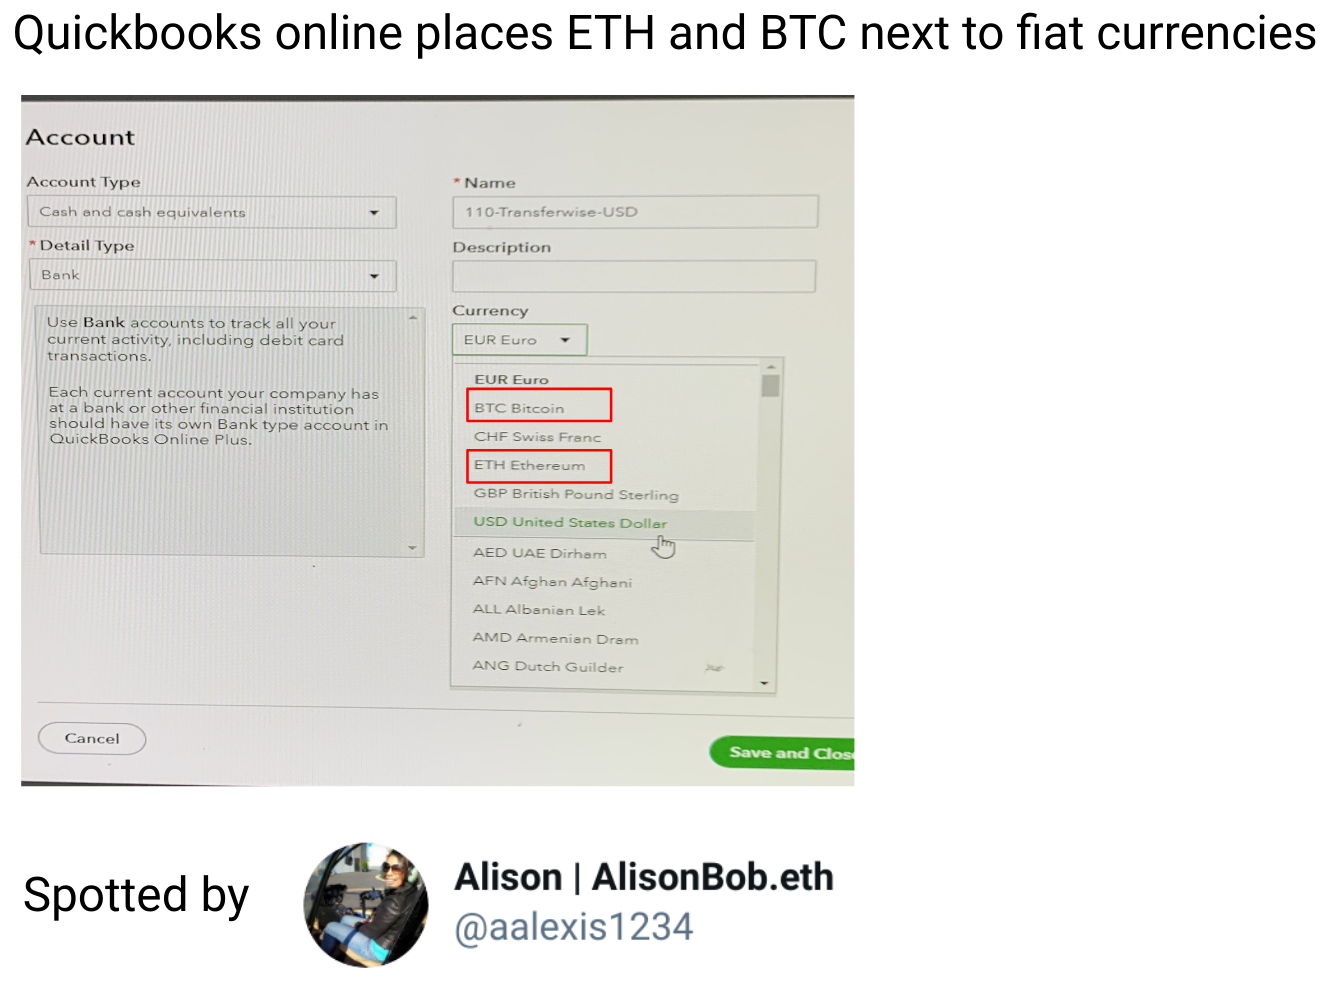 Quickbooks online places ETH and BTC next to fiat currencies
Account
Account Type
Cash and cash equivalents
* Detail Type
Bank
Use Bank accounts to track all your
current activity, including debit card
transactions.
Each current account your company has
at a bank or other financial institution
should have its own Bank type account in
QuickBooks Online Plus.
* Name
110-Transferwise-USD
Description
Currency
EUR Euro
EUR Euro
BTC Bitcoin
CHF Swiss Franc
ETH Ethereum
GBP British Pound Sterling
USD United States Dollar
AED UAE Dirham
AFN Afghan Afghani
ALL Albanian Lek
AMD Armenian Dram
ANG Dutch Guilder
Cancel
Save and Clos
Spotted by
Alison | AlisonBob.eth
@aalexis1234